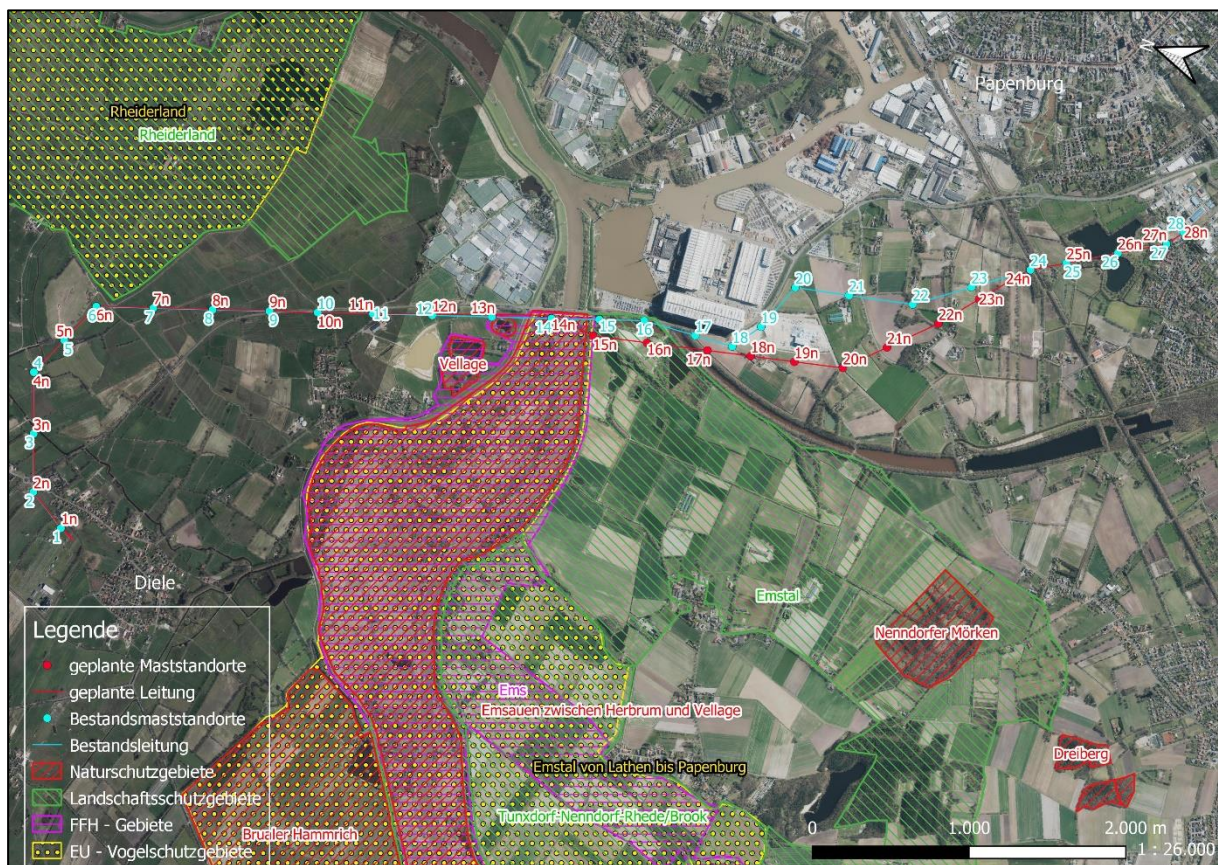 Rheiderland
Rheiderland
Papenburg
N
1n
1
2n
2
3n
3
4
4n
5n
5
6
6n
7n
7
8n
8
9n
9
10
10n
11n
11
12
12n
13n
14
14n
15
15n
16
16n
17
17n
18
18n
19
19n
20
20n
21
21n
22
22n
23
23n
24
24n
25n
25
26n
26
27n
27
28
28n
Vellage
Diele
Emstal
Nenndorfer Mörken
Ems
Emsauen zwischen Herbrum und Vellage
Dreiberg
Emstal von Lathen bis Papenburg
Tunxdorf-Nenndorf-Rhede/Brook
Brualer Hammrich
Legende
geplante Maststandorte
geplante Leitung
Bestandsmaststandorte
Bestandsleitung
Naturschutzgebiete
Landschaftsschutzgebiete
FFH - Gebiete
EU - Vogelschutzgebiete
0 1.000 2.000 m
1 : 26.000